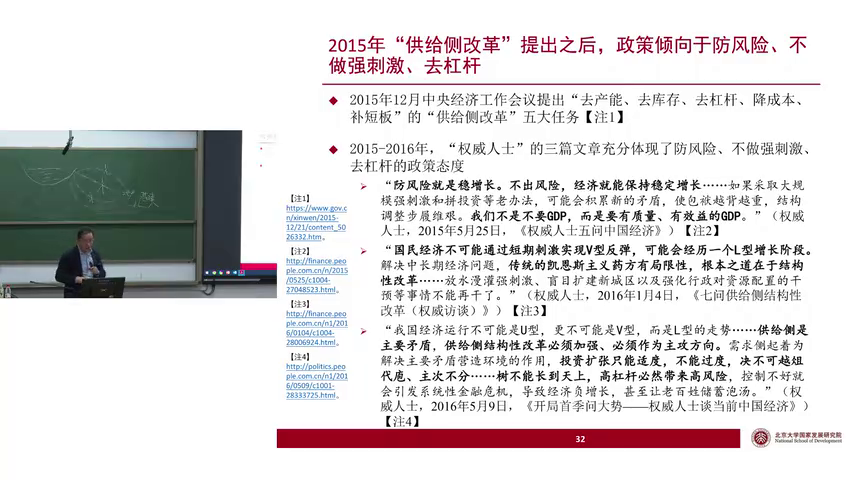 2015年“供给侧改革”提出之后，政策倾向于防风险、不
做强刺激、去杠杆
2015年12月中央经济工作会议提出“去产能、去库存、去杠杆、降成本、
补短板”的“供给侧改革”五大任务【注1】
2015-2016年，“权威人士”的三篇文章充分体现了防风险、不做强刺激、
去杠杆的政策态度
“防风险就是稳增长。不出风险，经济就能保持稳定增长……如果采取大规
模强刺激和拼投资等老办法，可能会积累新的矛盾，使包袱越背越重，结构
调整步履维艰。我们不是不要GDP，而是要有质量、有效益的GDP。”（权威
人士，2015年5月25日，《权威人士五问中国经济》）【注2】
“国民经济不可能通过短期刺激实现V型反弹，可能会经历一个L型增长阶段。
解决中长期经济问题，传统的凯恩斯主义药方有局限性，根本之道在于结构
性改革……放水漫灌强刺激、盲目扩建新城区以及强化行政对资源配置的干
预等事情不能再干了。”（权威人士，2016年1月4日，《七问供给侧结构性
改革（权威访谈）》）【注3】
“我国经济运行不可能是U型，更不可能是V型，而是L型的走势……供给侧是
主要矛盾，供给侧结构性改革必须加强、必须作为主攻方向。需求侧起着为
解决主要矛盾营造环境的作用，投资扩张只能适度，不能过度，决不可越俎
代庖、主次不分……树不能长到天上，高杠杆必然带来高风险，控制不好就
会引发系统性金融危机，导致经济负增长，甚至让老百姓储蓄泡汤。”（权
威人士，2016年5月9日，《开局首季问大势——权威人士谈当前中国经济》）
【注4】
【注1】
https://www.gov.c
n/xinwen/2015-
12/21/content_50
26332.htm。
【注2】
http://finance.peo
ple.com.cn/n/2015
/0525/c1004-
27048523.html。
【注3】
http://finance.peo
ple.com.cn/n1/201
6/0104/c1004-
28006924.html。
【注4】
http://politics.peo
ple.com.cn/n1/201
6/0509/c1001-
28333725.html。
32
北京大学国家发展研究院
National School of Development